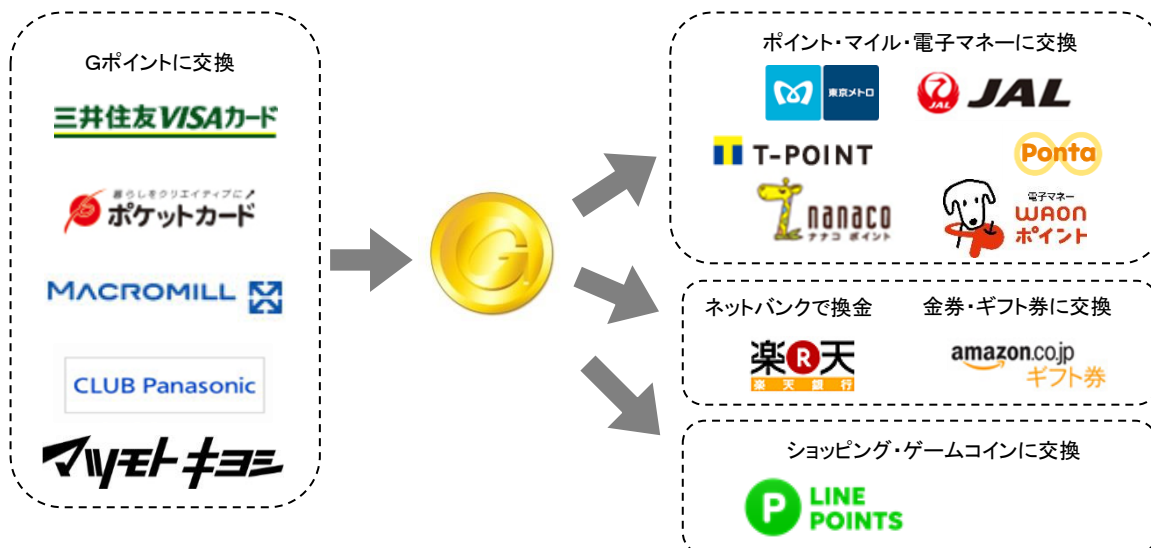 Gポイントに交換
三井住友VISAカード
暮らしをクリエイティブに
ポケットカード
MACROMILL
CLUB Panasonic
マツモトキヨシ
G
ポイント・マイル・電子マネーに交換
東京メトロ
JAL
JAL
T-POINT
Ponta
nanaco
ナナコ ポイント
電子マネー
WAON
ポイント
ネットバンクで換金
金券・ギフト券に交換
楽R天
楽天銀行
amazon.co.jp
ギフト券
ショッピング・ゲームコインに交換
P
LINE
POINTS